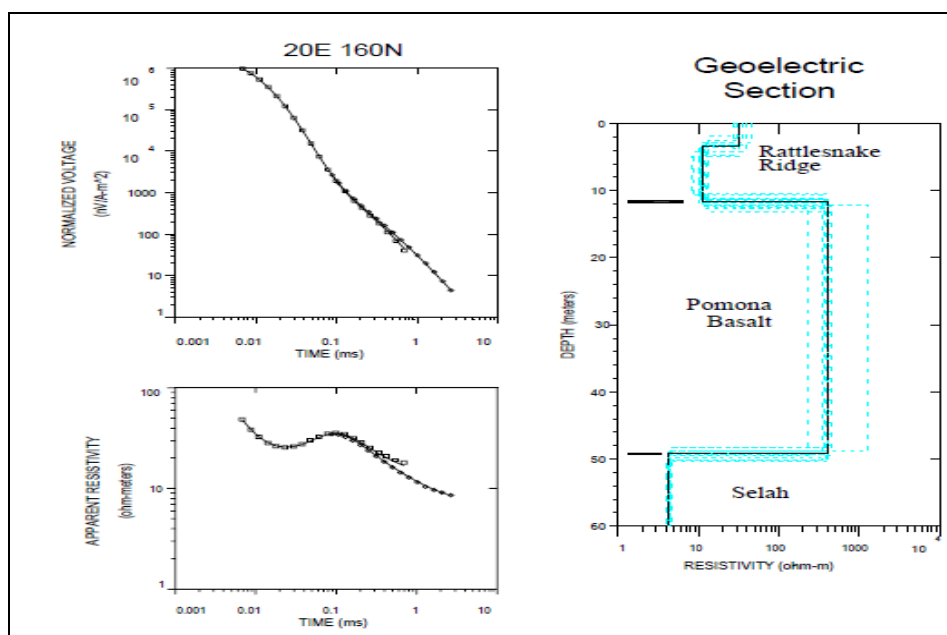 20E 160N
10 6
10 5
10 4
1000
100
10
1
NORMALIZED VOLTAGE
(nV/A-m^2)
0.001 0.01 0.1 1 10
TIME (ms)
100
10
1
APPARENT RESISTIVITY
(ohm-meters)
0.001 0.01 0.1 1 10
TIME (ms)
Geoelectric
Section
0
10
20
30
40
50
60
DEPTH (meters)
Rattlesnake
Ridge
Pomona
Basalt
Selah
1 10 100 1000 10 4
RESISTIVITY (ohm-m)